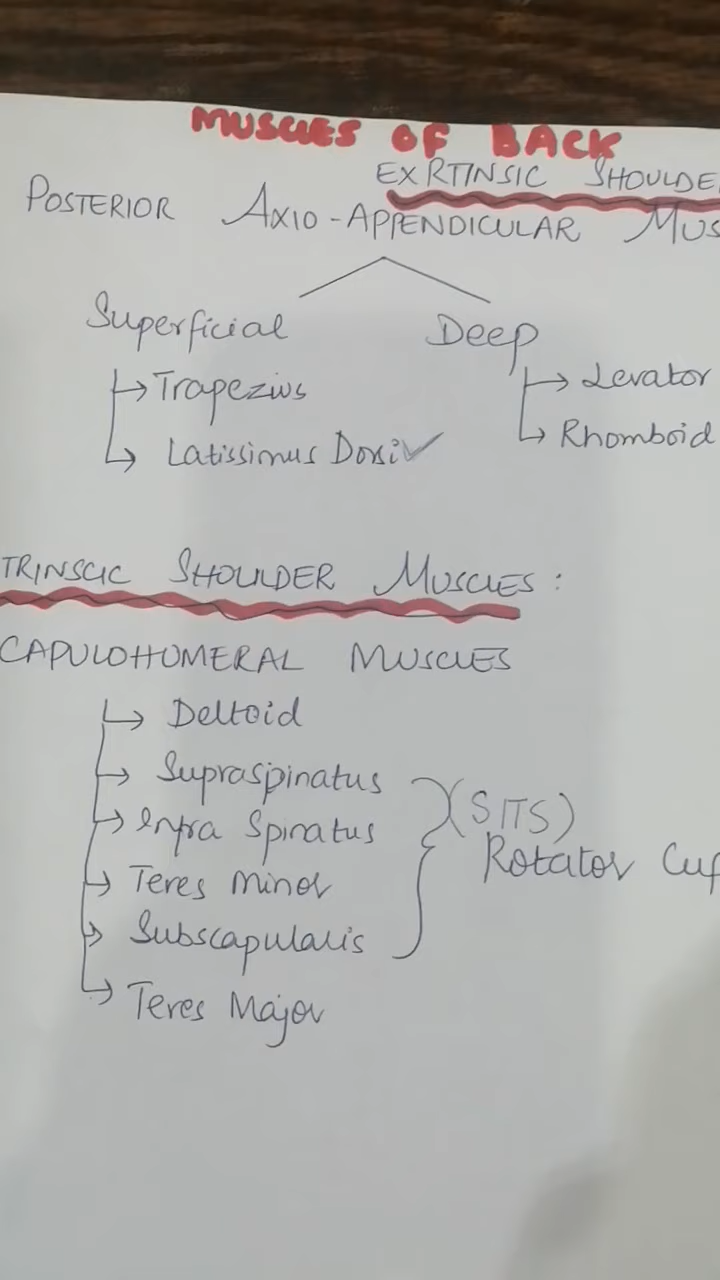 MUSCLES OF BACK
EXRTINSIC SHOULDE
POSTERIOR AXIO-APPENDICULAR MUS
Superficial
Deep
Trapezius
Levator
Latissimus Dorsi
Rhomboid
TRINSCIC SHOULDER MUSCLES:
CAPULOHUMERAL MUSCLES
Deltoid
Supraspinatus
(SITS)
Infra Spinatus
Rotator Cuf
Teres Minor
Subscapularis
Teres Major